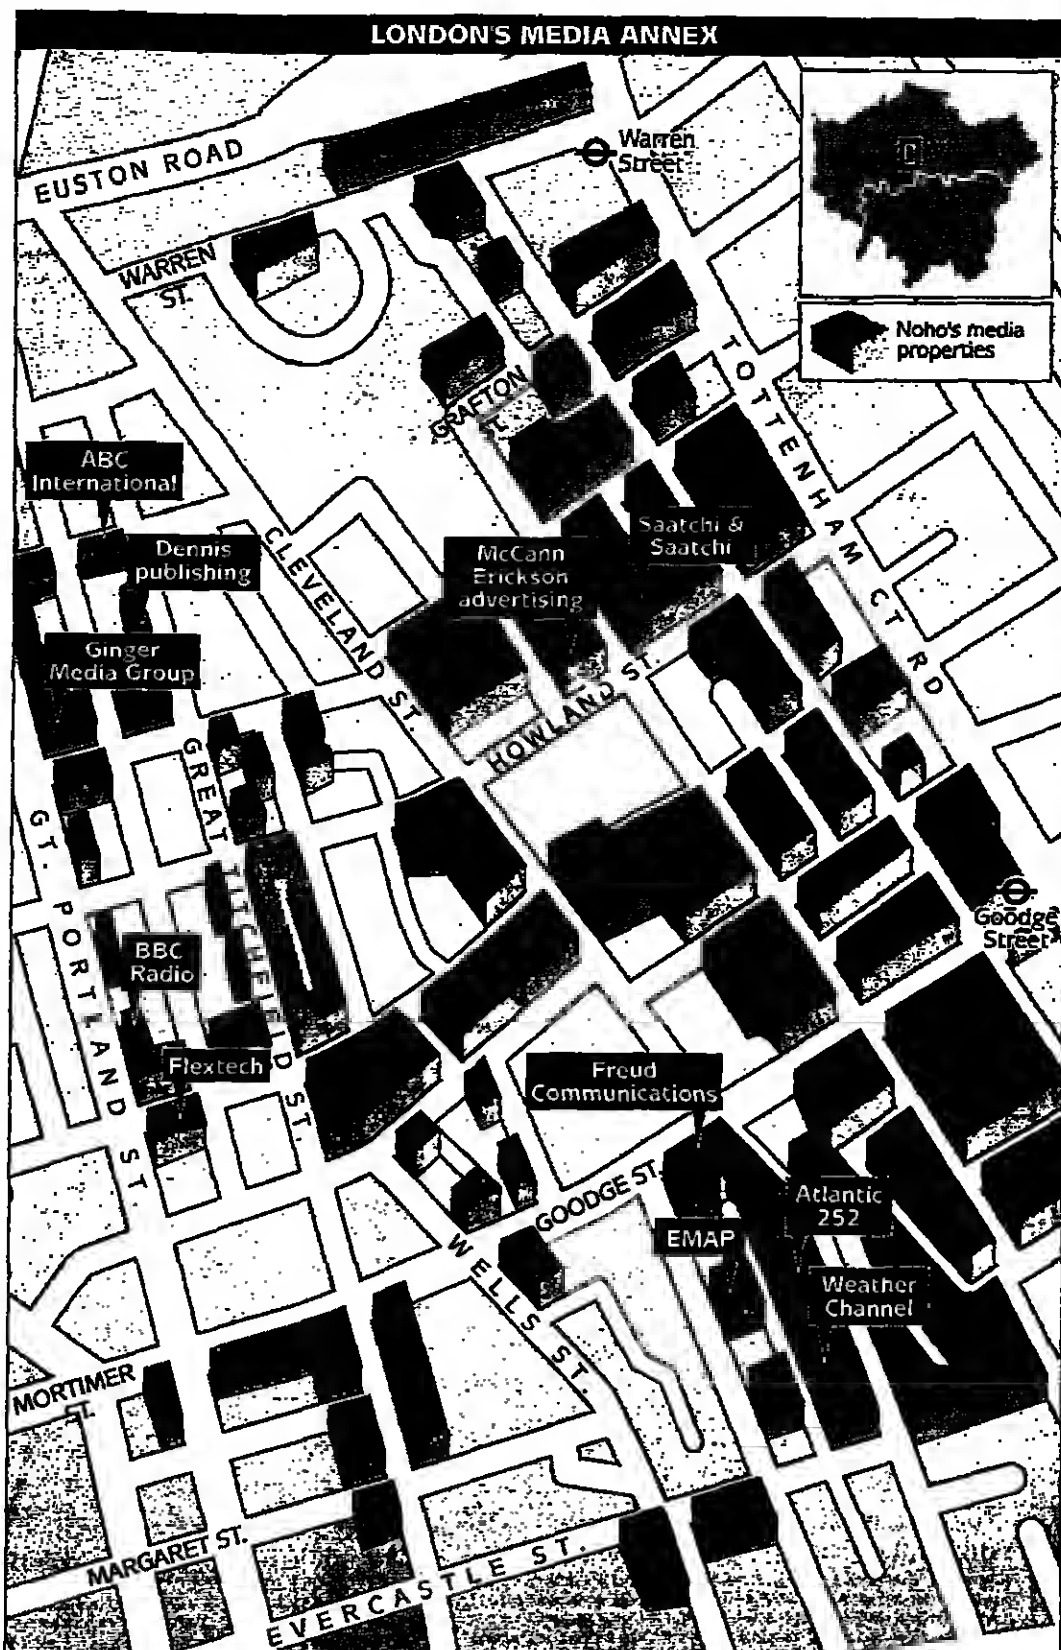 LONDON'S MEDIA ANNEX
EUSTON ROAD
Warren
Street
WARREN
ST.
Noho's media
properties
TOTTENHAM CT RD
GRAFTON
ABC
International
Dennis
publishing
CLEVELAND ST.
McCann
Erickson
advertising
Saatchi &
Saatchi
Ginger
Media Group
HOWLAND ST.
GREAT TITCHFIELD ST.
GT. PORTLAND ST.
Goodge
Street
BBC
Radio
Flextech
Freud
Communications
GOODGE ST.
Atlantic
252
EMAP
Weather
Channel
WELLS ST.
MORTIMER
ST.
MARGARET ST.
EVERCASTLE ST.